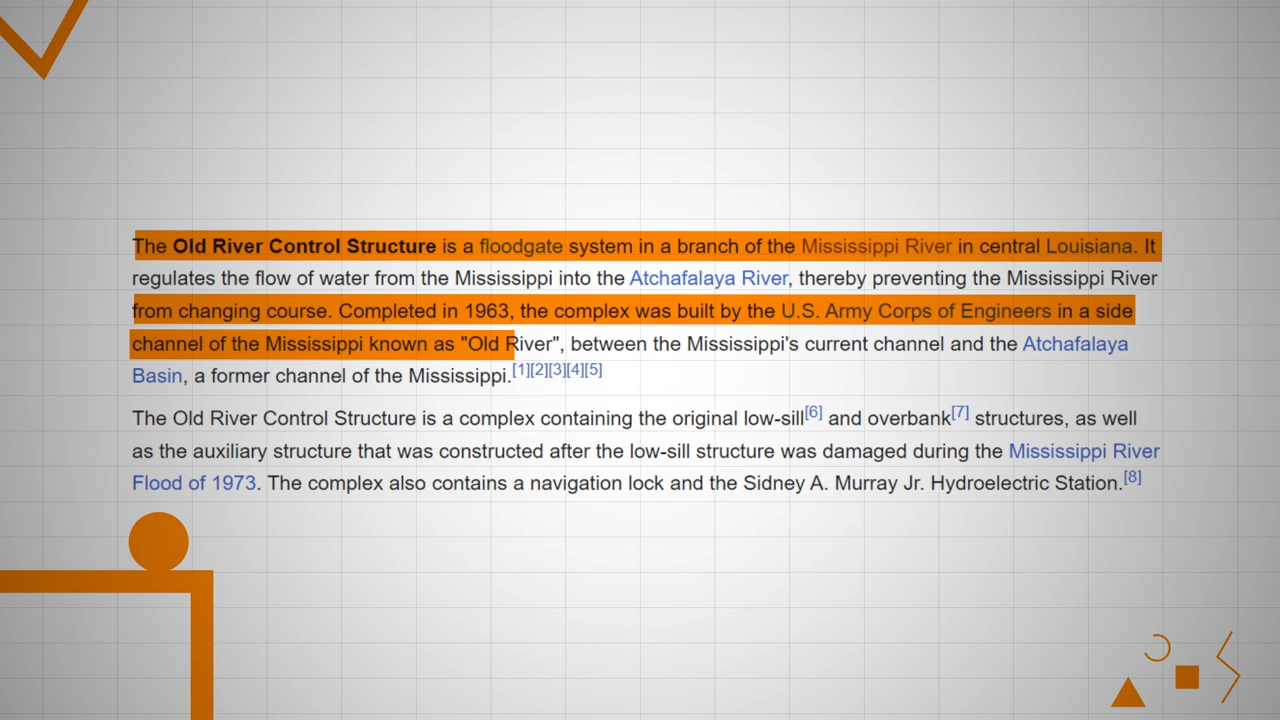 The Old River Control Structure is a floodgate system in a branch of the Mississippi River in central Louisiana. It
regulates the flow of water from the Mississippi into the Atchafalaya River, thereby preventing the Mississippi River
from changing course. Completed in 1963, the complex was built by the U.S. Army Corps of Engineers in a side
channel of the Mississippi known as "Old River", between the Mississippi's current channel and the Atchafalaya
Basin, a former channel of the Mississippi.[1][2][3][4][5]
The Old River Control Structure is a complex containing the original low-sill[6] and overbank[7] structures, as well
as the auxiliary structure that was constructed after the low-sill structure was damaged during the Mississippi River
Flood of 1973. The complex also contains a navigation lock and the Sidney A. Murray Jr. Hydroelectric Station.[8]